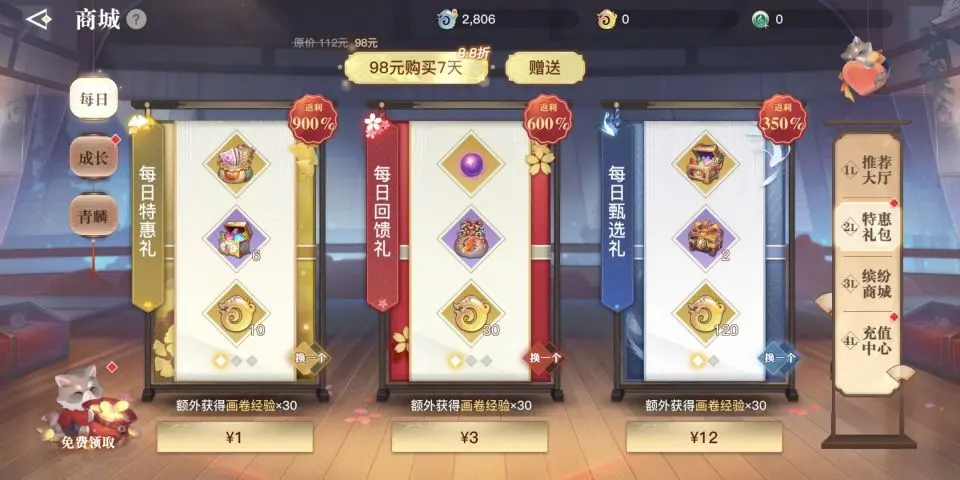 商城
?
2,806
0
0
原价 112元 98元
8.8折
98元购买7天
赠送
每日
成长
青麟
返利
900%
每日特惠礼
6
10
换一个
额外获得画卷经验×30
¥1
返利
600%
每日回馈礼
30
换一个
额外获得画卷经验×30
¥3
返利
350%
每日甄选礼
2
120
换一个
额外获得画卷经验×30
¥12
1L 推荐
大厅
2L 特惠
礼包
3L 缤纷
商城
4L 充值
中心
免费领取